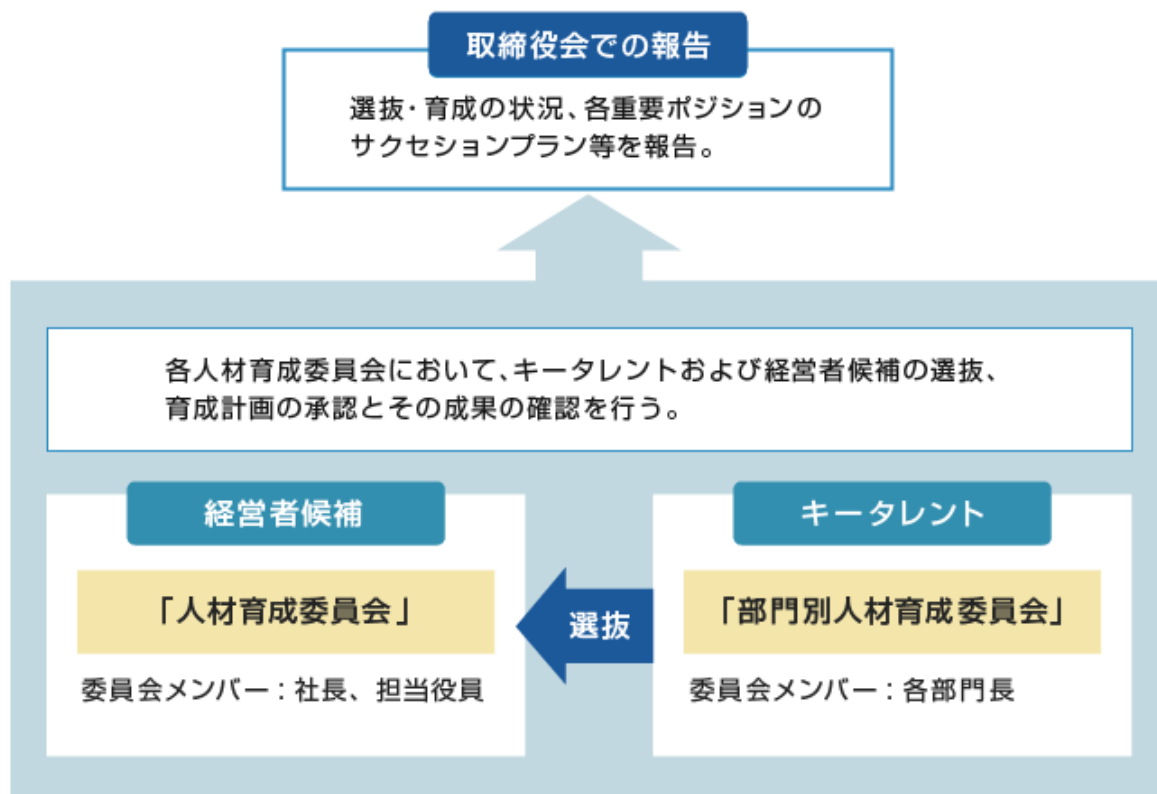 取締役会での報告
選抜・育成の状況、各重要ポジションの
サクセションプラン等を報告。
各人材育成委員会において、キータレントおよび経営者候補の選抜、
育成計画の承認とその成果の確認を行う。
経営者候補
「人材育成委員会」
委員会メンバー：社長、担当役員
選抜
キータレント
「部門別人材育成委員会」
委員会メンバー：各部門長